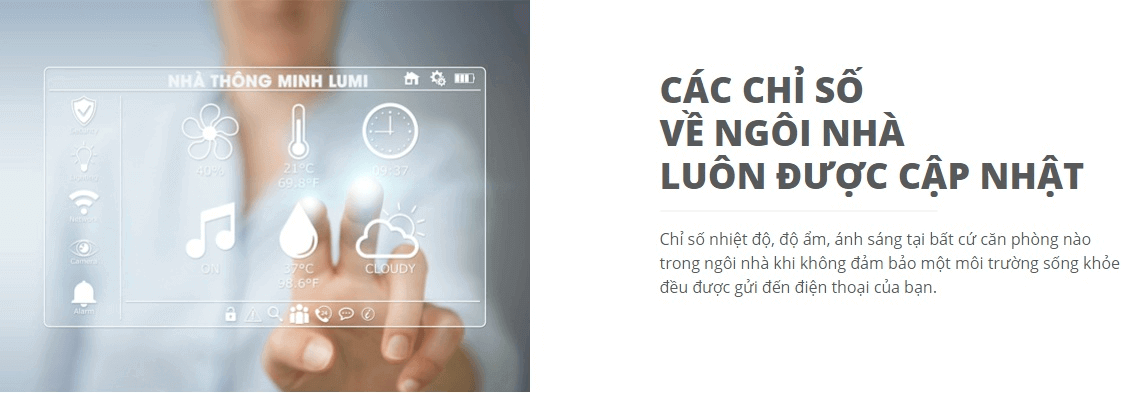 NHÀ THÔNG MINH LUMI
Security
40%
21°C
69.8°F
09:37
Network
Camera
Alarm
ON
37°C
98.6°F
CLOUDY
24
CÁC CHỈ SỐ
VỀ NGÔI NHÀ
LUÔN ĐƯỢC CẬP NHẬT
Chỉ số nhiệt độ, độ ẩm, ánh sáng tại bất cứ căn phòng nào
trong ngôi nhà khi không đảm bảo một môi trường sống khỏe
đều được gửi đến điện thoại của bạn.